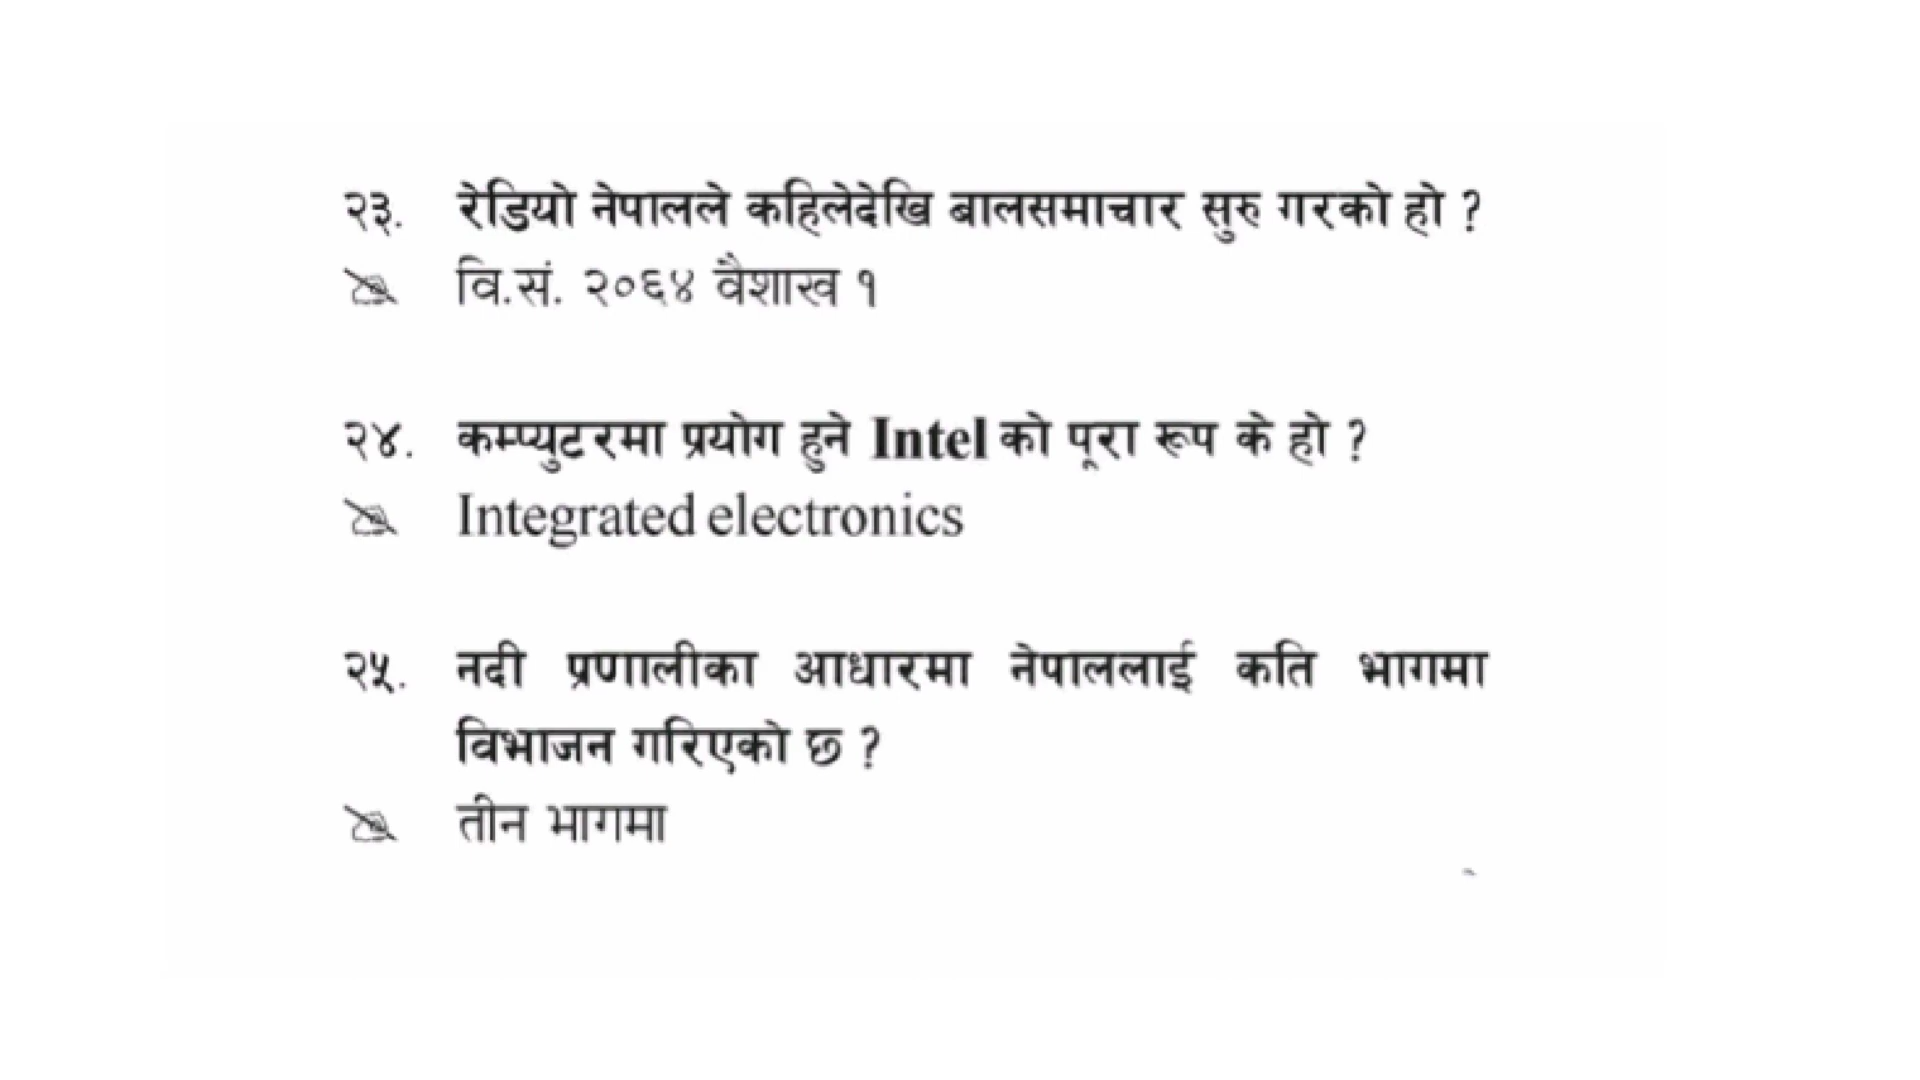 २३. रेडियो नेपालले कहिलेदेखि बालसमाचार सुरु गरको हो ?
वि.सं. २०६४ वैशाख १
२४. कम्प्युटरमा प्रयोग हुने Intel को पूरा रूप के हो ?
Integrated electronics
२५. नदी प्रणालीका आधारमा नेपाललाई कति भागमा
विभाजन गरिएको छ ?
तीन भागमा